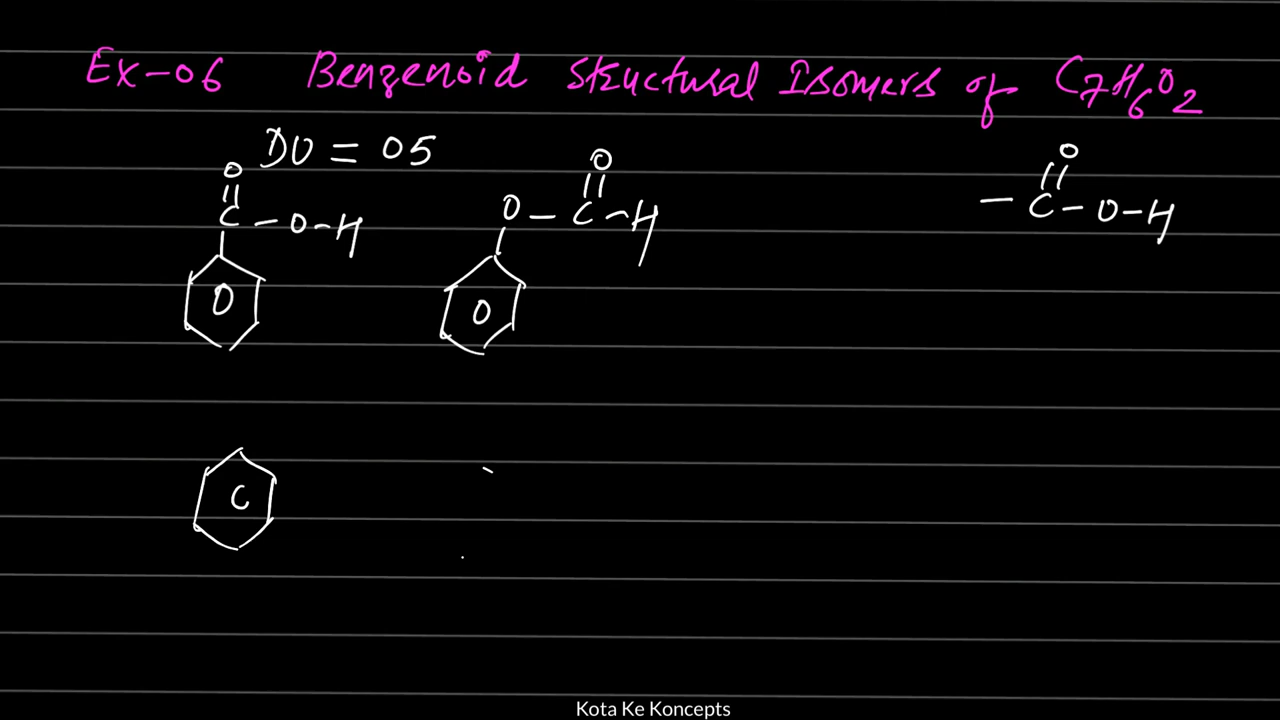 Ex-06 Benzenoid Structural Isomers of C7H6O2
DU = 05
O
||
C - O - H
O
||
O - C - H
O
||
- C - O - H
Kota Ke Koncepts